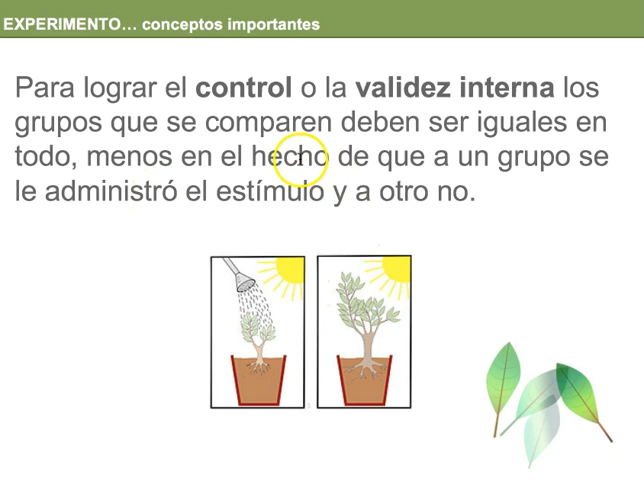 EXPERIMENTO… conceptos importantes
Para lograr el control o la validez interna los
grupos que se comparen deben ser iguales en
todo, menos en el hecho de que a un grupo se
le administró el estímulo y a otro no.